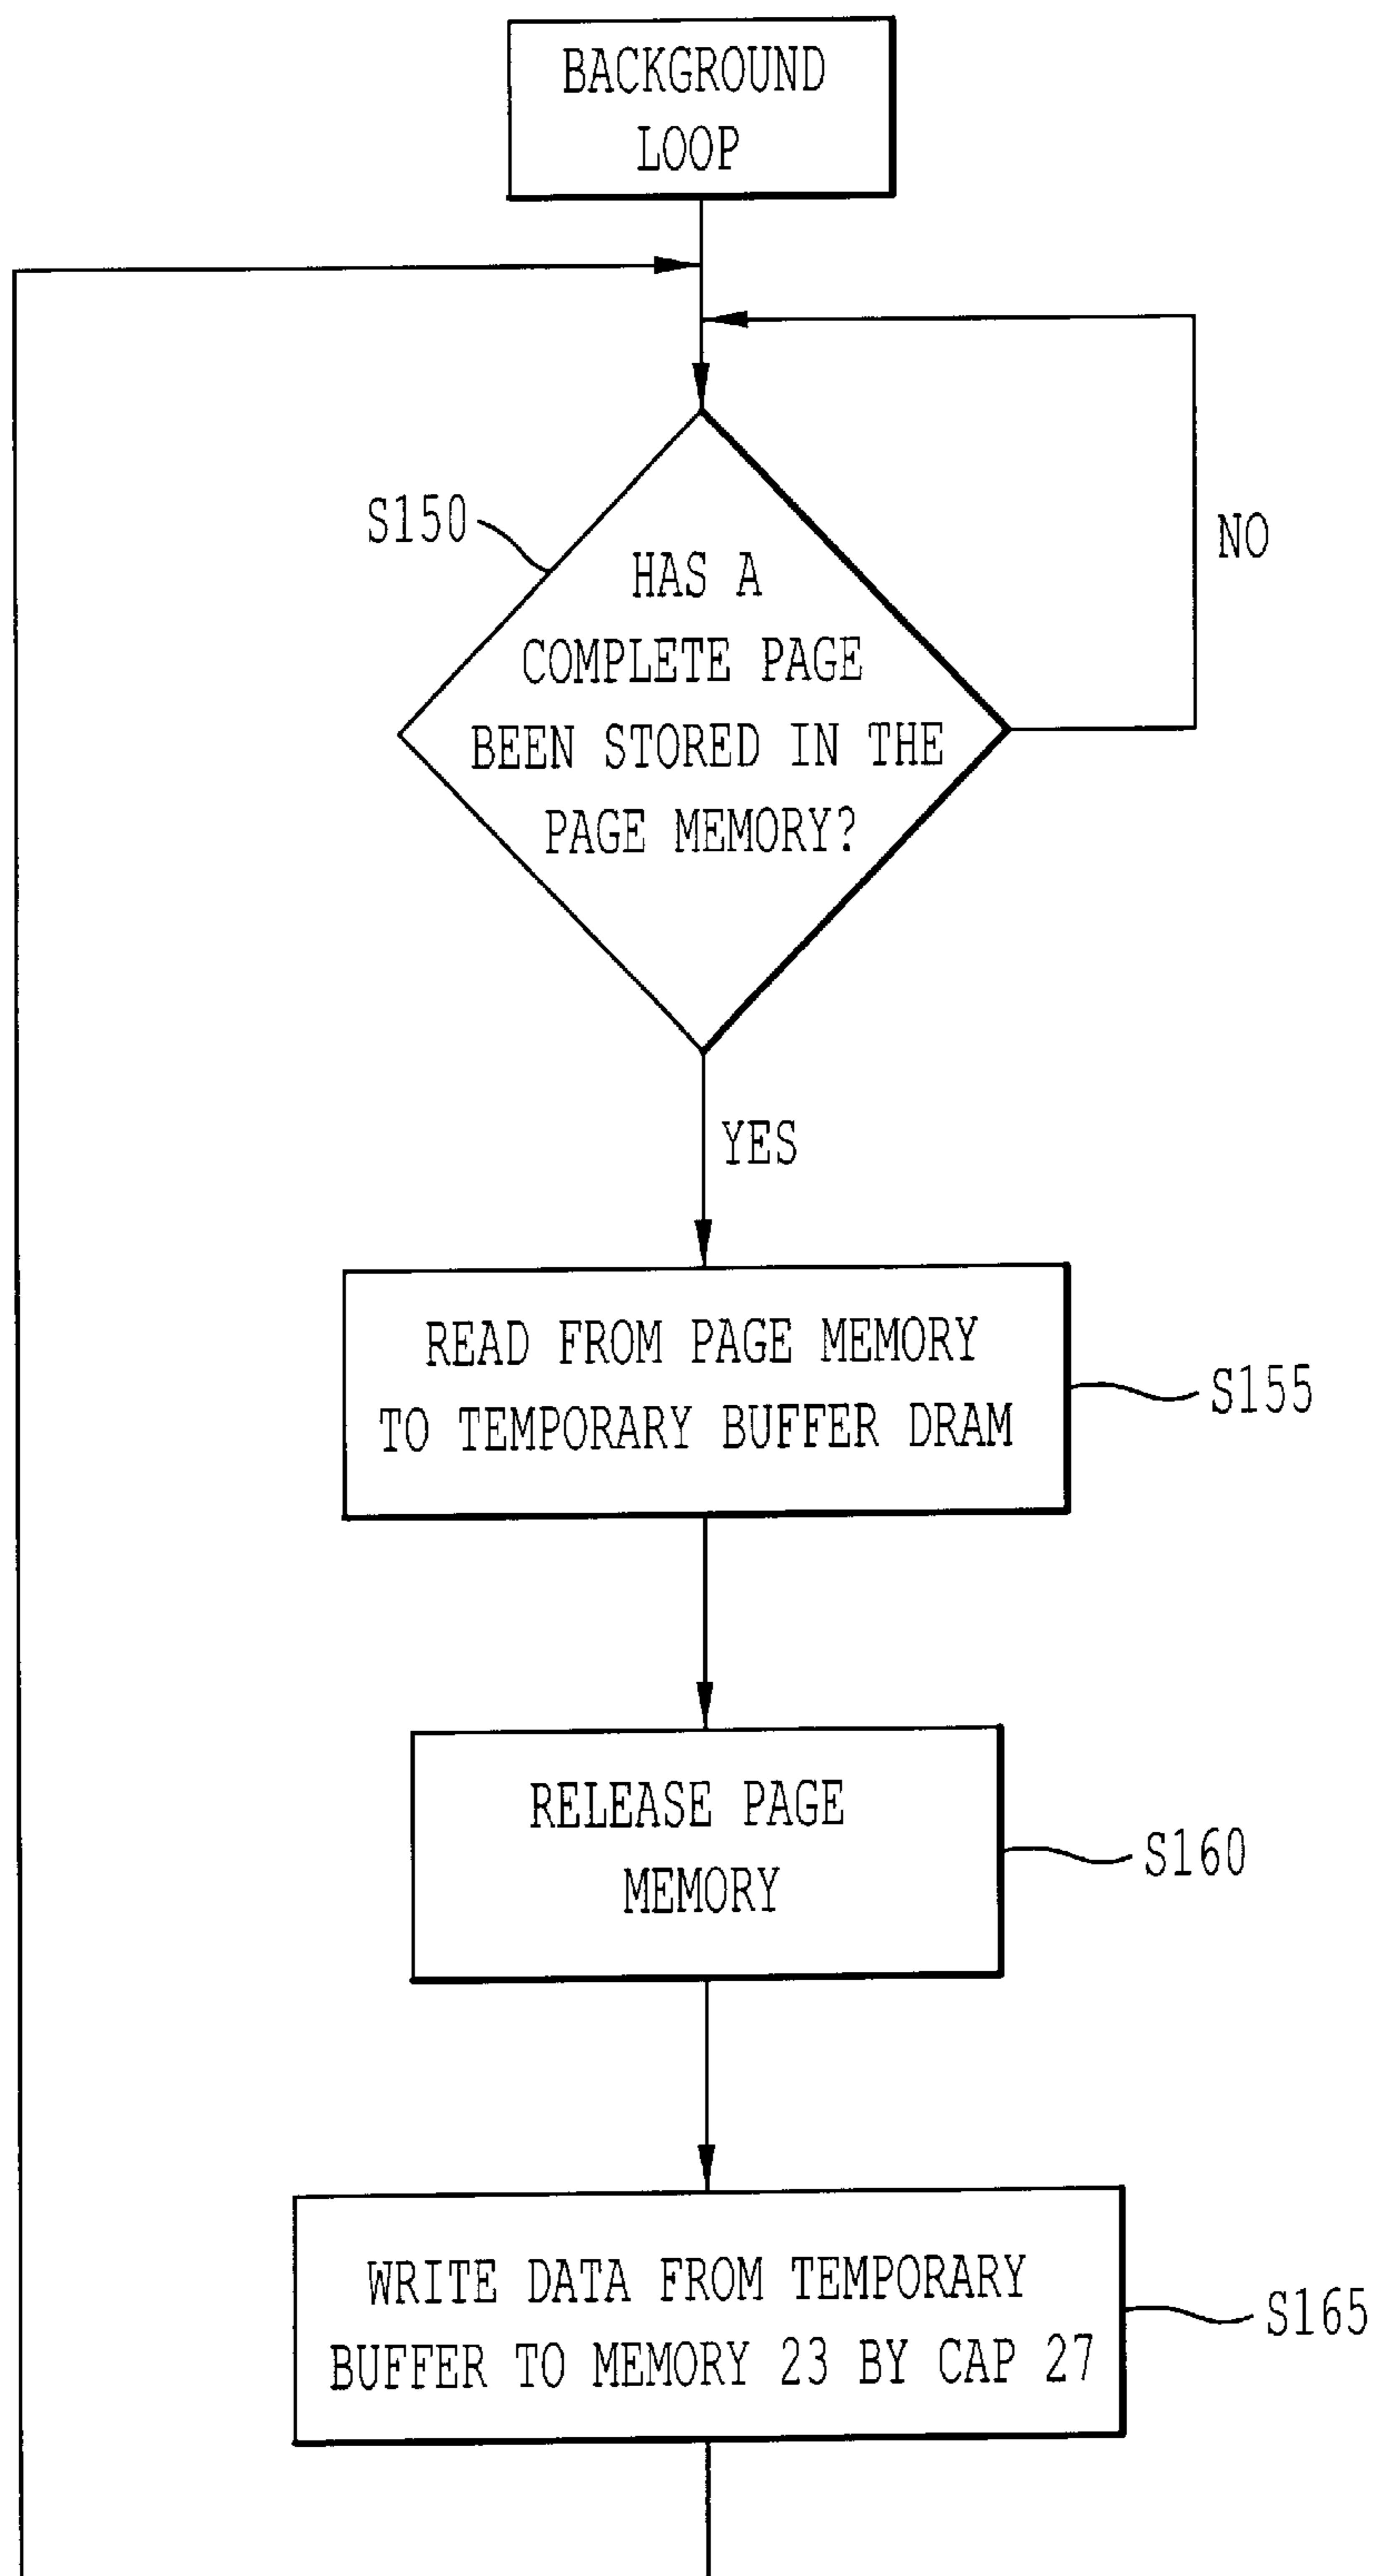 BACKGROUND
LOOP
S150
HAS A
COMPLETE PAGE
BEEN STORED IN THE
PAGE MEMORY?
NO
YES
READ FROM PAGE MEMORY
TO TEMPORARY BUFFER DRAM
S155
RELEASE PAGE
MEMORY
S160
WRITE DATA FROM TEMPORARY
BUFFER TO MEMORY 23 BY CAP 27
S165